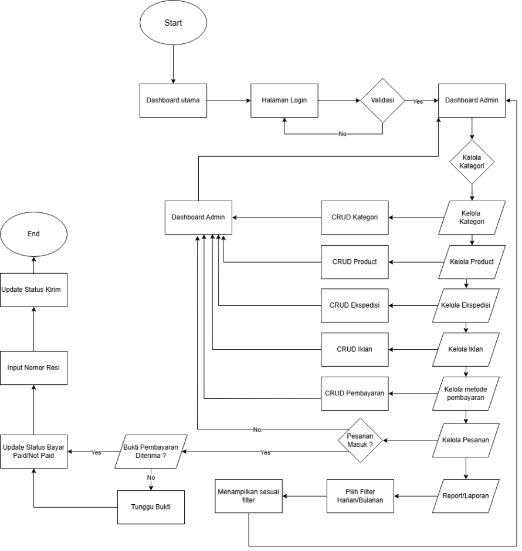 Start
Dashboard utama
Halaman Login
Validasi
Yes
No
Dashboard Admin
Kelola
Kategori
Kelola
Kategori
CRUD Kategori
Dashboard Admin
Kelola Product
CRUD Product
Kelola Ekspedisi
CRUD Ekspedisi
Kelola Iklan
CRUD Iklan
Kelola metode
pembayaran
CRUD Pembayaran
Kelola Pesanan
Pesanan
Masuk ?
No
Yes
Bukti Pembayaran
Diterima ?
Yes
No
Tunggu Bukti
Update Status Bayar
Paid/Not Paid
Input Nomor Resi
Update Status Kirim
End
Report/Laporan
Pilih Filter
Harian/Bulanan
Menampilkan sesuai
filter